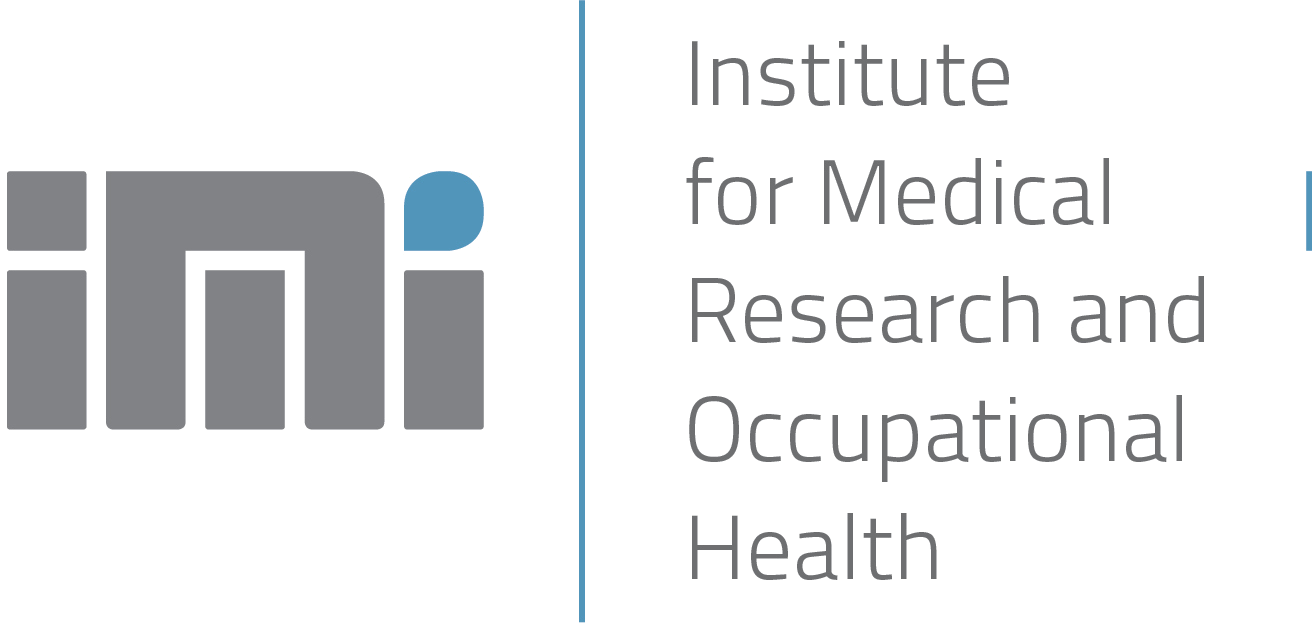 imi
Institute
for Medical
Research and
Occupational
Health